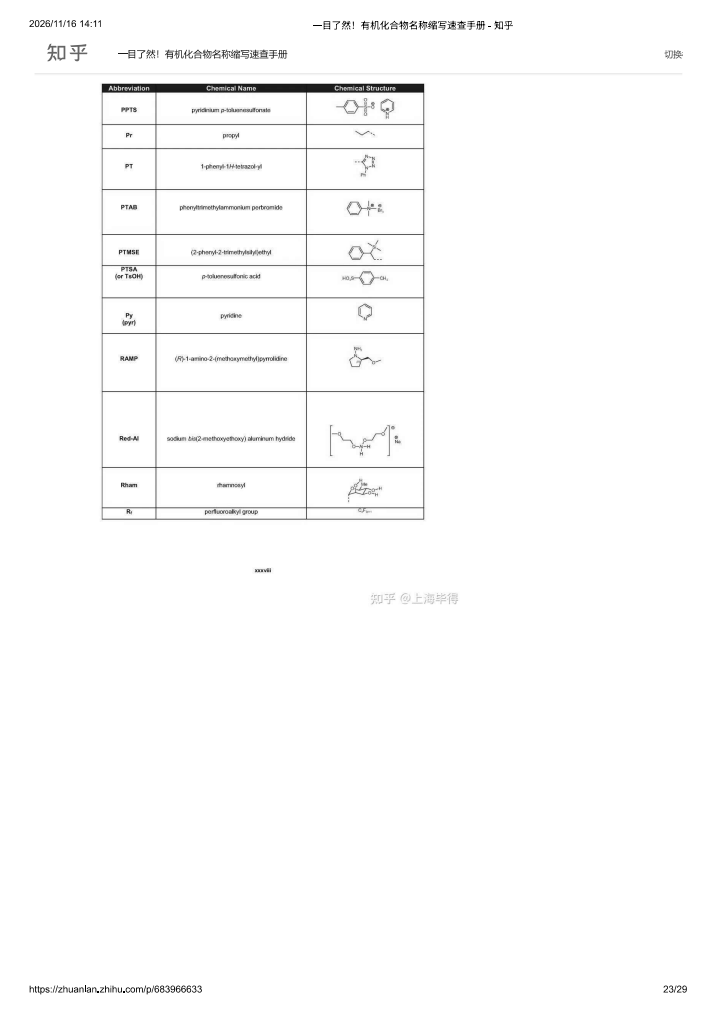 2026/11/16 14:11
一目了然！有机化合物名称缩写速查手册 - 知乎
知乎
一目了然！有机化合物名称缩写速查手册
切换
Abbreviation Chemical Name Chemical Structure
PPTS pyridinium p-toluenesulfonate
Pr propyl
PT 1-phenyl-1H-tetrazol-yl
PTAB phenyltrimethylammonium perbromide
PTMSE (2-phenyl-2-trimethylsilyl)ethyl
PTSA
(or TsOH) p-toluenesulfonic acid HO₃S CH₃
Py
(pyr) pyridine
RAMP (R)-1-amino-2-(methoxymethyl)pyrrolidine
Red-Al sodium bis(2-methoxyethoxy) aluminum hydride
Rham rhamnosyl
Rf perfluoroalkyl group
xxxviii
知乎 @上海毕得
https://zhuanlan.zhihu.com/p/683966633
23/29